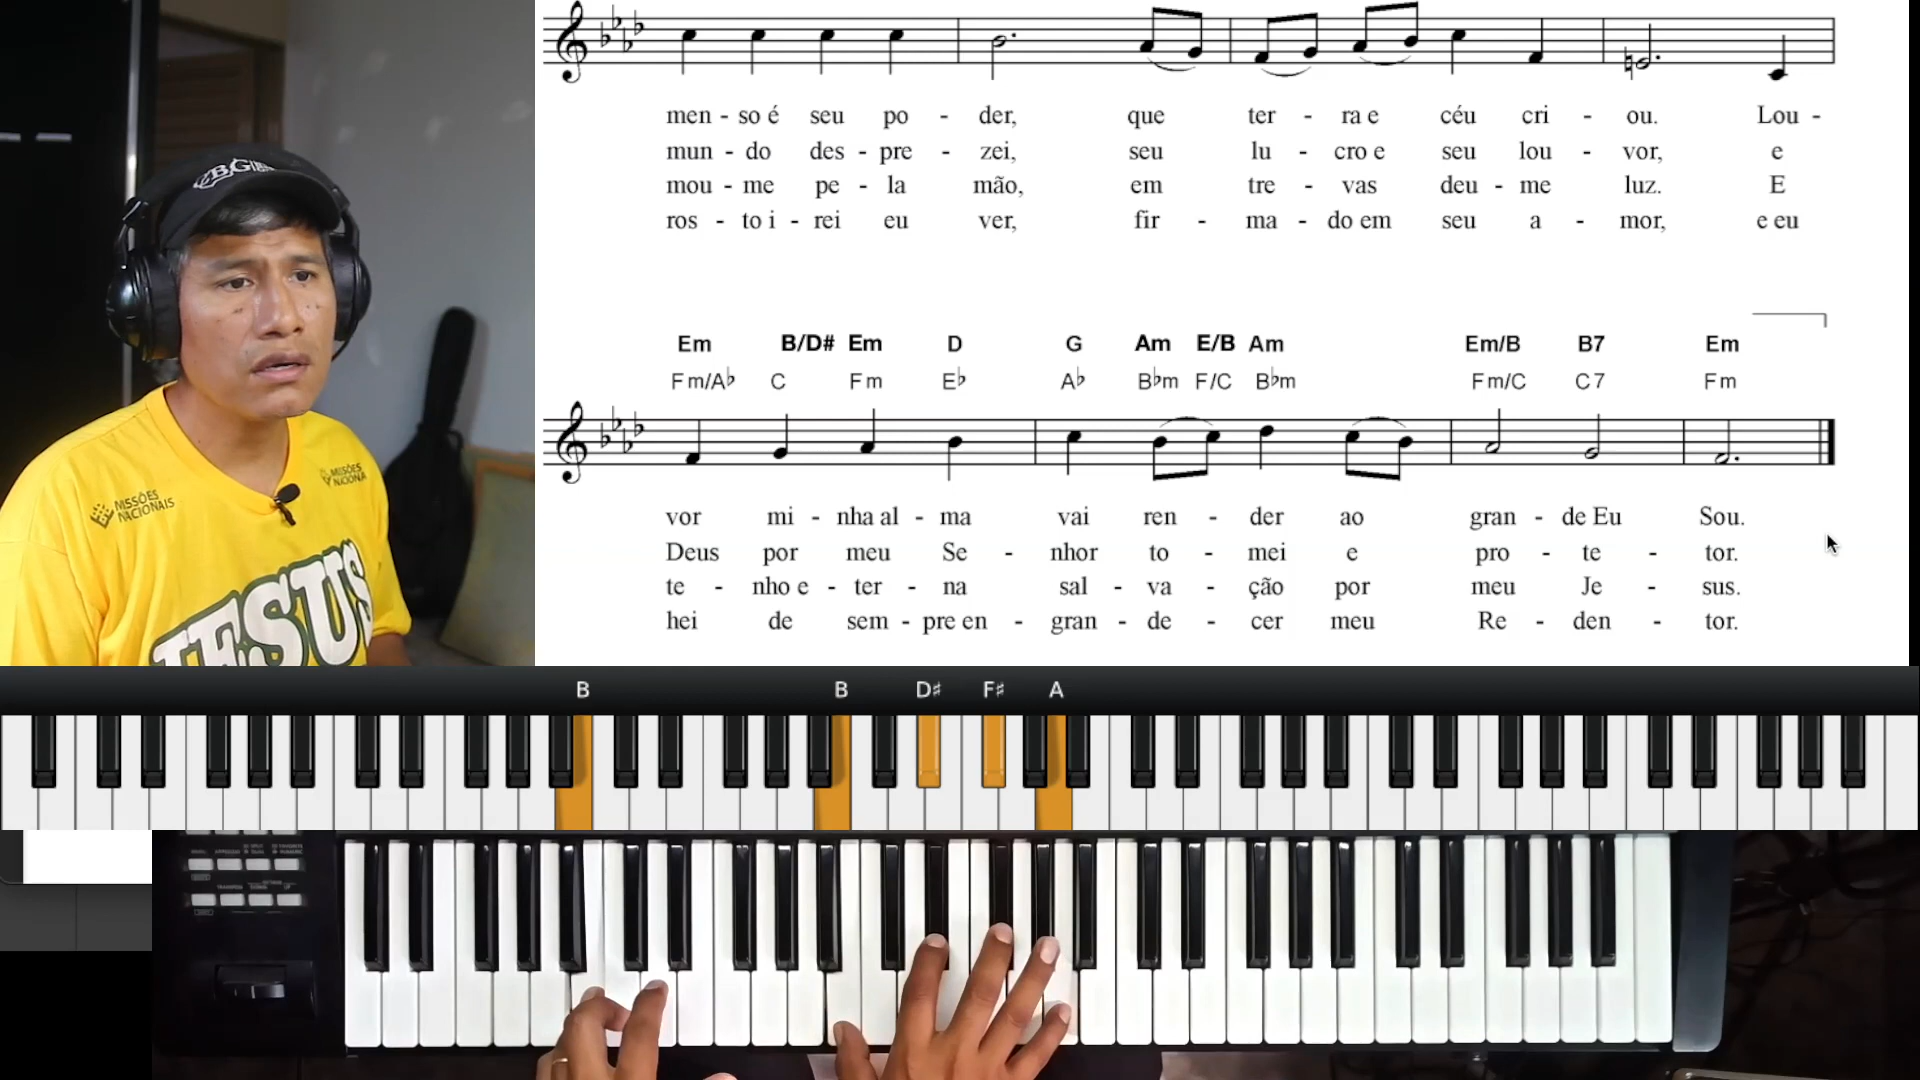 men - so é seu po - der, que ter - ra e céu cri - ou. Lou -
mun - do des - pre - zei, seu lu - cro e seu lou - vor, e
mou - me pe - la mão, em tre - vas deu - me luz. E
ros - to i - rei eu ver, fir - ma - do em seu a - mor, e eu
Em B/D# Em D G Am E/B Am Em/B B7 Em
Fm/A♭ C Fm E♭ A♭ B♭m F/C B♭m Fm/C C7 Fm
vor mi - nha al - ma vai ren - der ao gran - de Eu Sou.
Deus por meu Se - nhor to - mei e pro - te - tor.
te - nho e - ter - na sal - va - ção por meu Je - sus.
hei de sem - pre en - gran - de - cer meu Re - den - tor.
MISSÕES
NACIONAIS
MISSÕES
JESUS
B B D♯ F♯ A